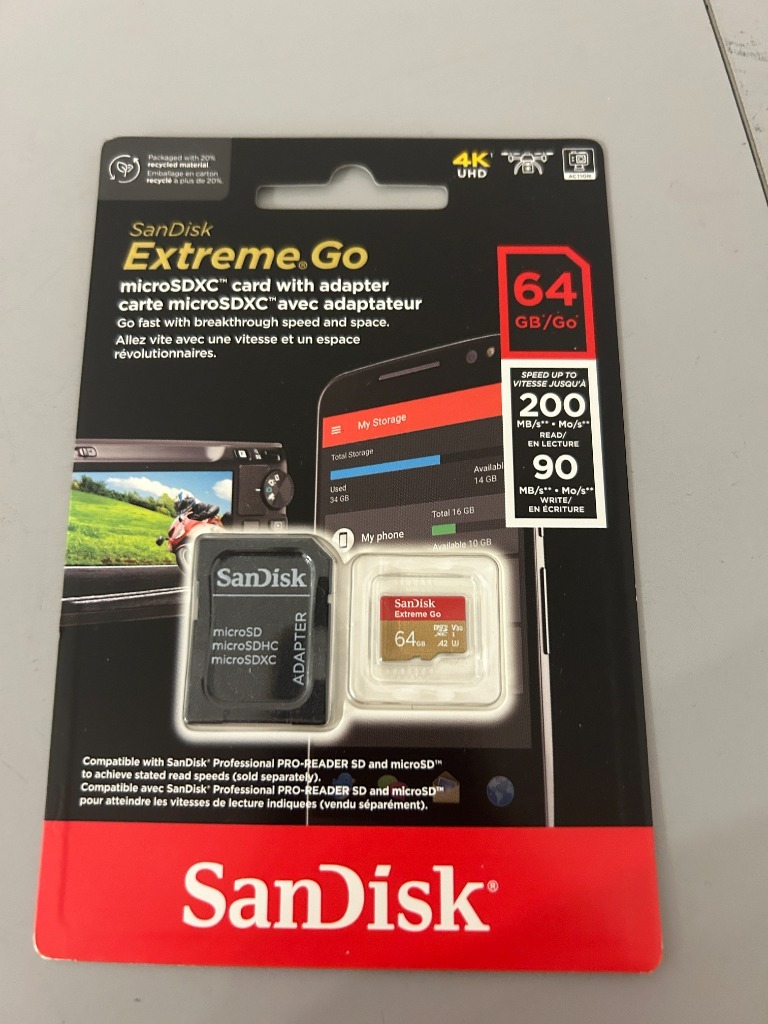 Packaged with 20%
recycled material.
Emballage en carton
recyclé à plus de 20%.
4K
UHD
ACTION
SanDisk
Extreme® Go
microSDXC™ card with adapter
carte microSDXC™ avec adaptateur
Go fast with breakthrough speed and space.
Allez vite avec une vitesse et un espace
révolutionnaires.
64
GB*/Go*
SPEED UP TO
VITESSE JUSQU'À
200
MB/s** • Mo/s**
READ/
EN LECTURE
90
MB/s** • Mo/s**
WRITE/
EN ÉCRITURE
My Storage
Total Storage
Used
34 GB
Availabl
14 GB
Total 16 GB
My phone
Available 10 GB
SanDisk
microSD
microSDHC
microSDXC
ADAPTER
SanDisk
Extreme Go
64GB
micro SD XC I
V30
A2 U3
Compatible with SanDisk® Professional PRO-READER SD and microSD™
to achieve stated read speeds (sold separately).
Compatible avec SanDisk® Professional PRO-READER SD and microSD™
pour atteindre les vitesses de lecture indiquées (vendu séparément).
SanDisk®